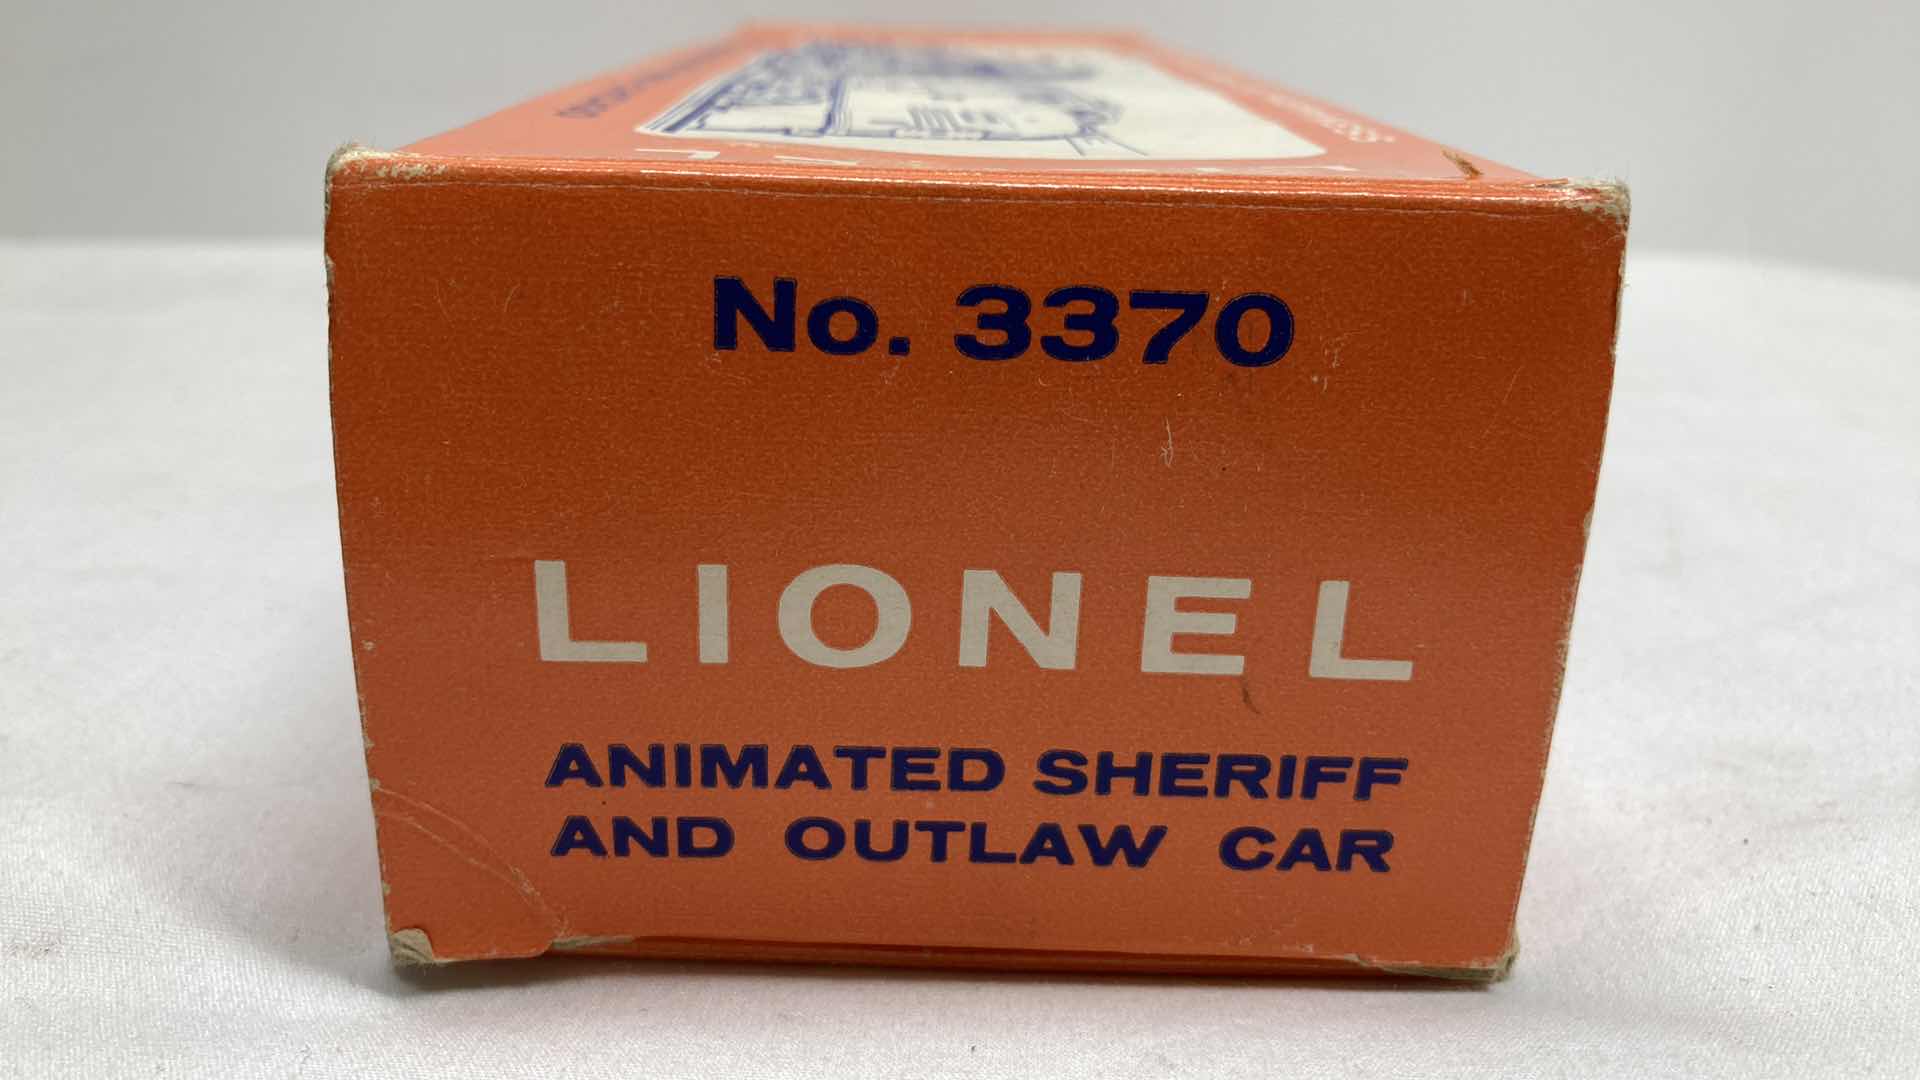 No. 3370
LIONEL
ANIMATED SHERIFF
AND OUTLAW CAR